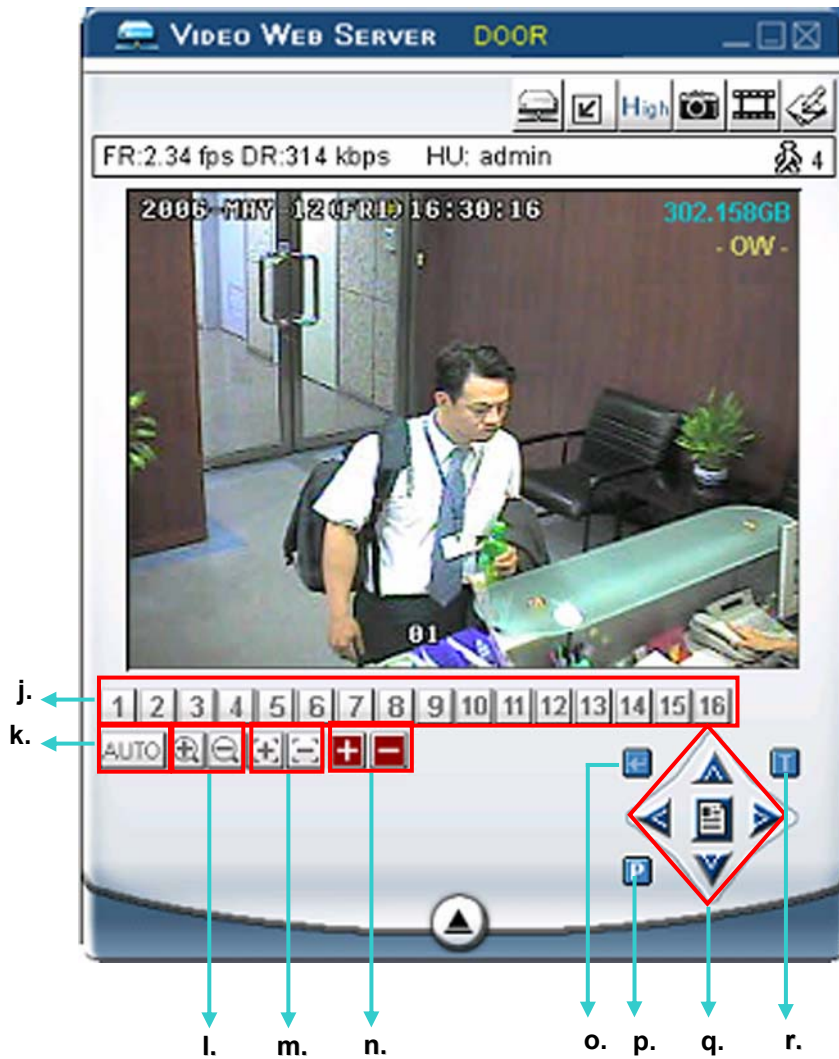 VIDEO WEB SERVER DOOR
High
FR:2.34 fps DR:314 kbps HU: admin 4
2006-MAY-12(FRI)16:30:16 302.158GB
- OW -
01
j. 1 2 3 4 5 6 7 8 9 10 11 12 13 14 15 16
k. AUTO
T
P
l. m. n. o. p. q. r.